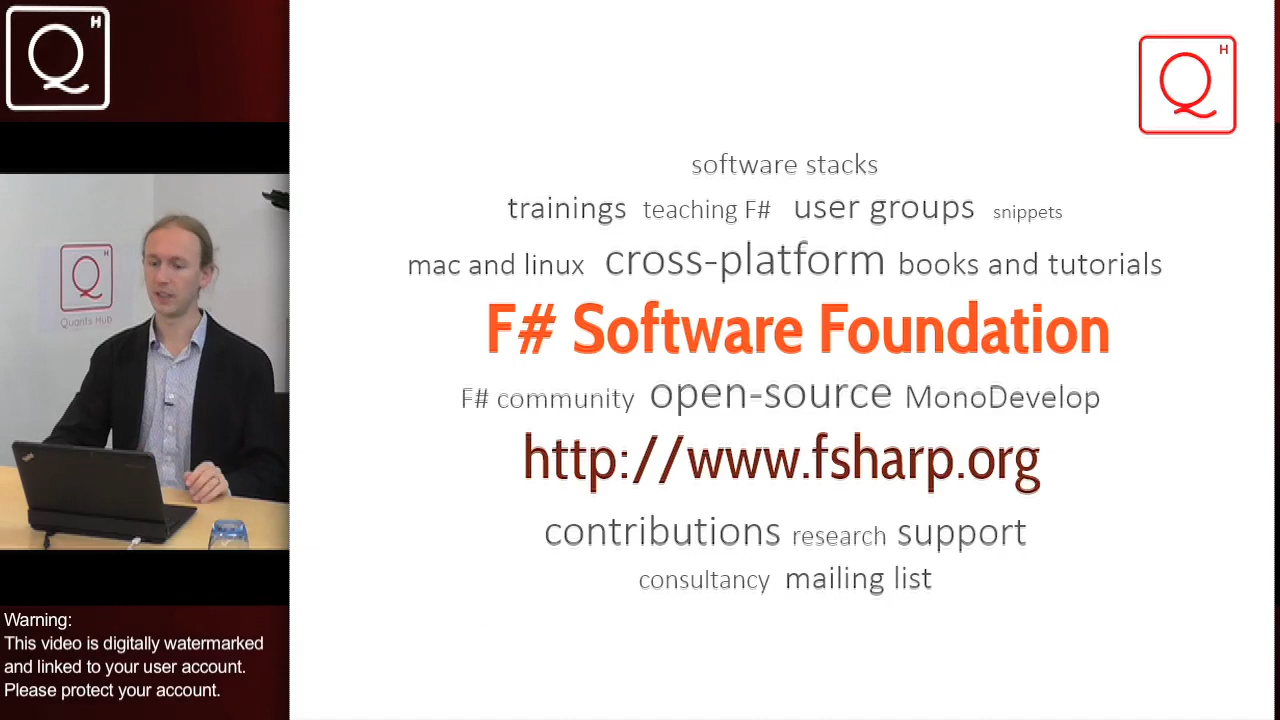 Q H
Q H
software stacks
trainings teaching F# user groups snippets
mac and linux cross-platform books and tutorials
F# Software Foundation
F# community open-source MonoDevelop
http://www.fsharp.org
contributions research support
consultancy mailing list
Q H
Quants Hub
Warning:
This video is digitally watermarked
and linked to your user account.
Please protect your account.